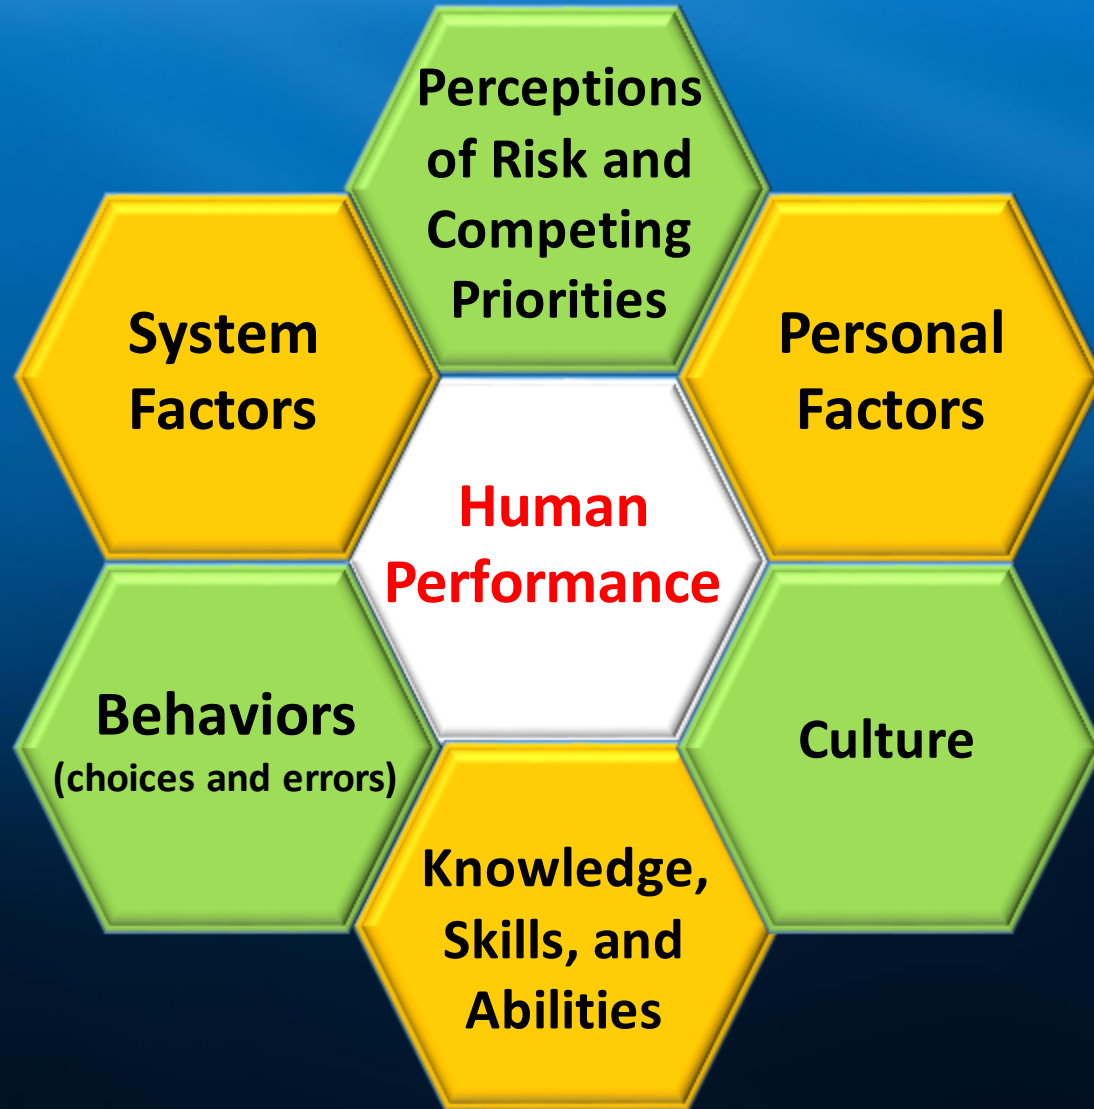 Perceptions
of Risk and
Competing
Priorities
System
Factors
Personal
Factors
Human
Performance
Behaviors
(choices and errors)
Culture
Knowledge,
Skills, and
Abilities